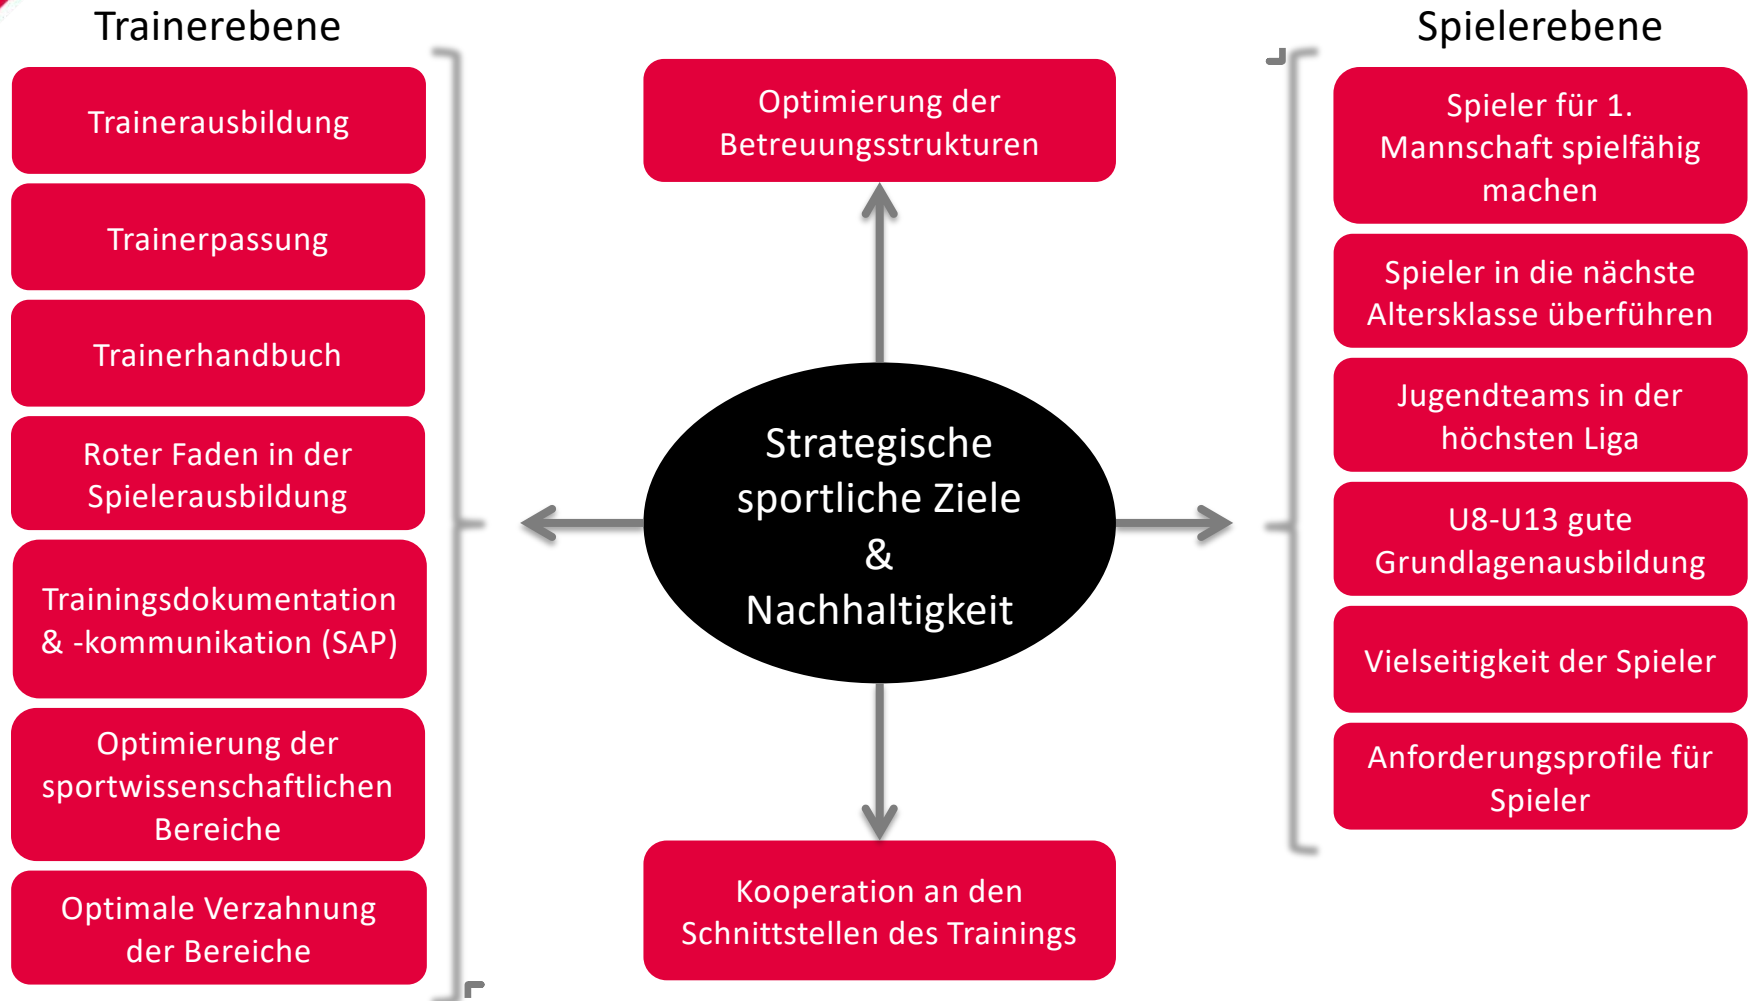 Trainerebene
Trainerausbildung
Trainerpassung
Trainerhandbuch
Roter Faden in der
Spielerausbildung
Trainingsdokumentation
& -kommunikation (SAP)
Optimierung der
sportwissenschaftlichen
Bereiche
Optimale Verzahnung
der Bereiche
Optimierung der
Betreuungsstrukturen
Strategische
sportliche Ziele
&
Nachhaltigkeit
Kooperation an den
Schnittstellen des Trainings
Spielerebene
Spieler für 1.
Mannschaft spielfähig
machen
Spieler in die nächste
Altersklasse überführen
Jugendteams in der
höchsten Liga
U8-U13 gute
Grundlagenausbildung
Vielseitigkeit der Spieler
Anforderungsprofile für
Spieler